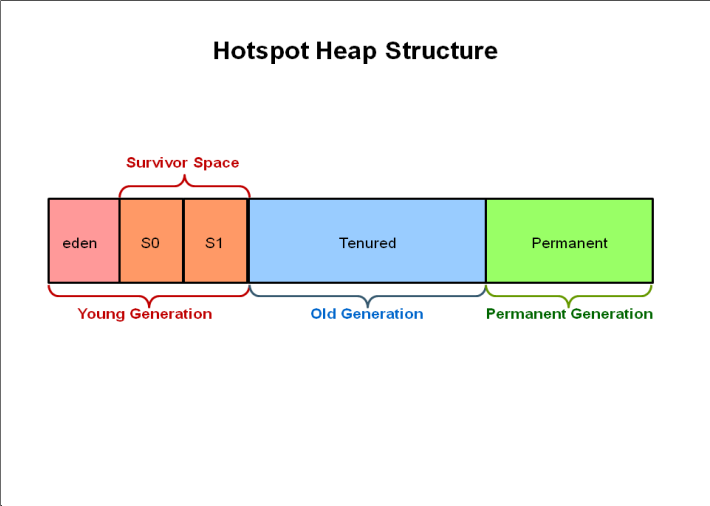 Hotspot Heap Structure
Survivor Space
eden S0 S1 Tenured Permanent
Young Generation Old Generation Permanent Generation